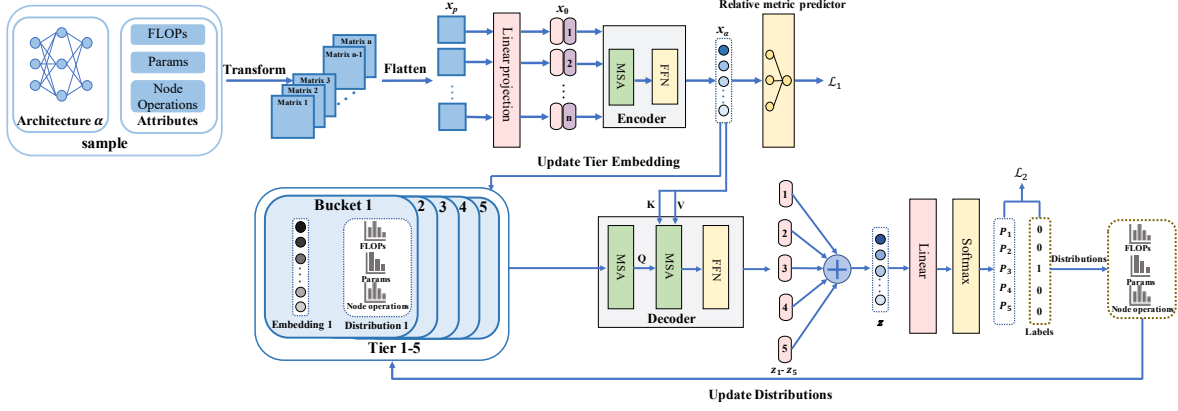 FLOPs
Params
Node
Operations
Architecture α
Attributes
sample
Transform
Matrix n
Matrix n-1
Matrix 3
Matrix 2
Matrix 1
Flatten
x_p
Linear projection
x_0
1
2
n
MSA
FFN
Encoder
x_α
Relative metric predictor
ℒ_1
Update Tier Embedding
Bucket 1
2
3
4
5
FLOPs
Params
Node operations
Embedding 1
Distribution 1
Tier 1-5
K
V
MSA
Q
MSA
FFN
Decoder
1
2
3
4
5
z_1- z_5
z
Linear
Softmax
ℒ_2
P_1
P_2
P_3
P_4
P_5
0
0
1
0
0
Labels
Distributions
FLOPs
Params
Node operations
Update Distributions